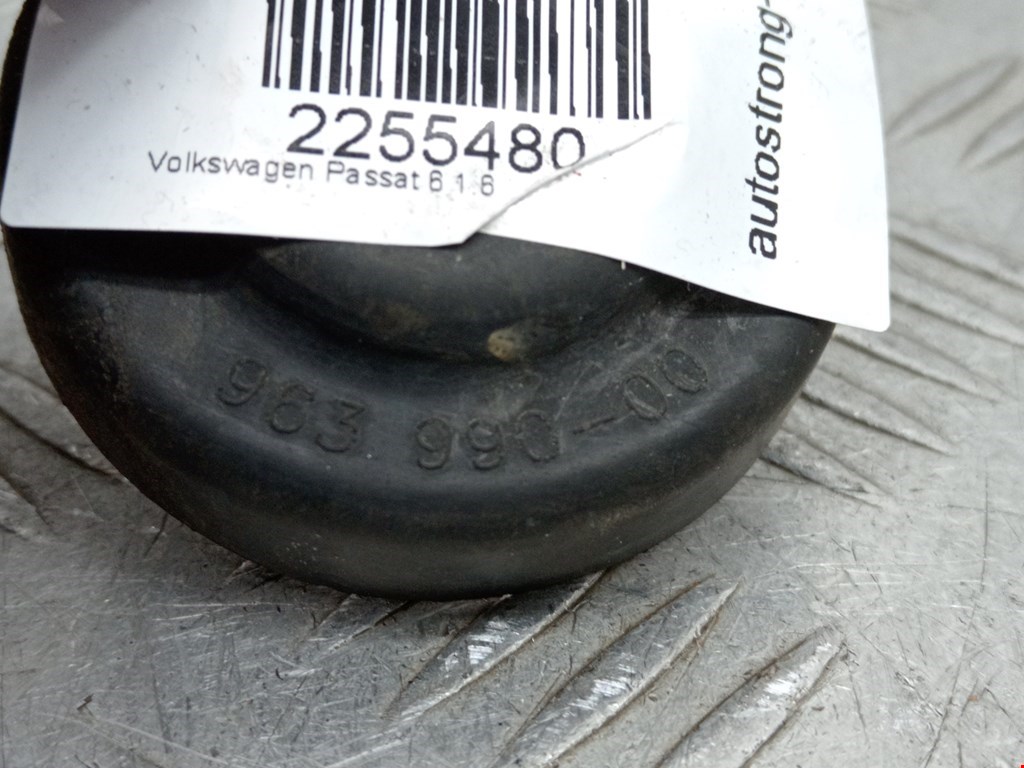 2255480
Volkswagen Passat 6 1.6
autostrong-
963 990-00